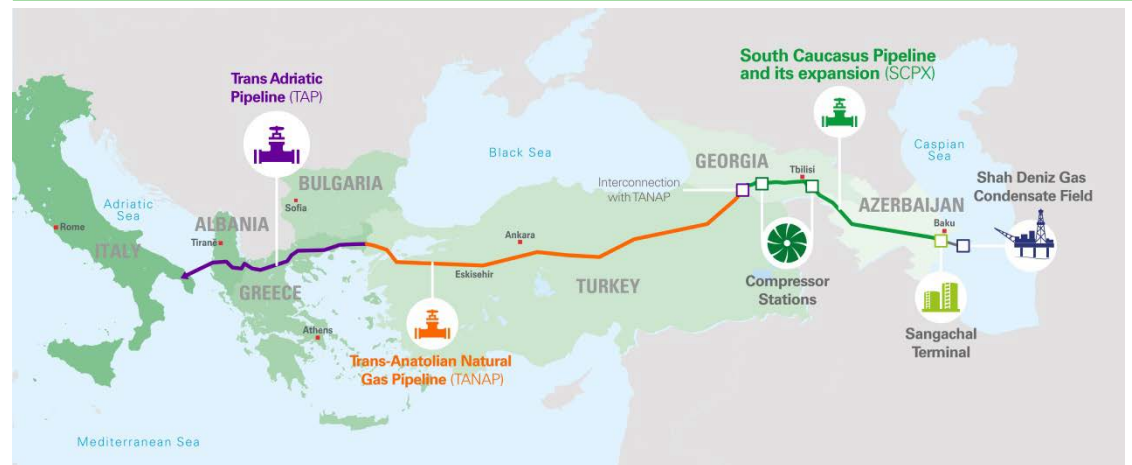 Trans Adriatic
Pipeline (TAP)
South Caucasus Pipeline
and its expansion (SCPX)
Black Sea
Caspian
Sea
GEORGIA
Tbilisi
Interconnection
with TANAP
Shah Deniz Gas
Condensate Field
BULGARIA
Sofia
Adriatic
Sea
ALBANIA
Tiranë
Rome
ITALY
AZERBAIJAN
Baku
Ankara
Eskisehir
TURKEY
GREECE
Athens
Compressor
Stations
Sangachal
Terminal
Trans-Anatolian Natural
Gas Pipeline (TANAP)
Mediterranean Sea